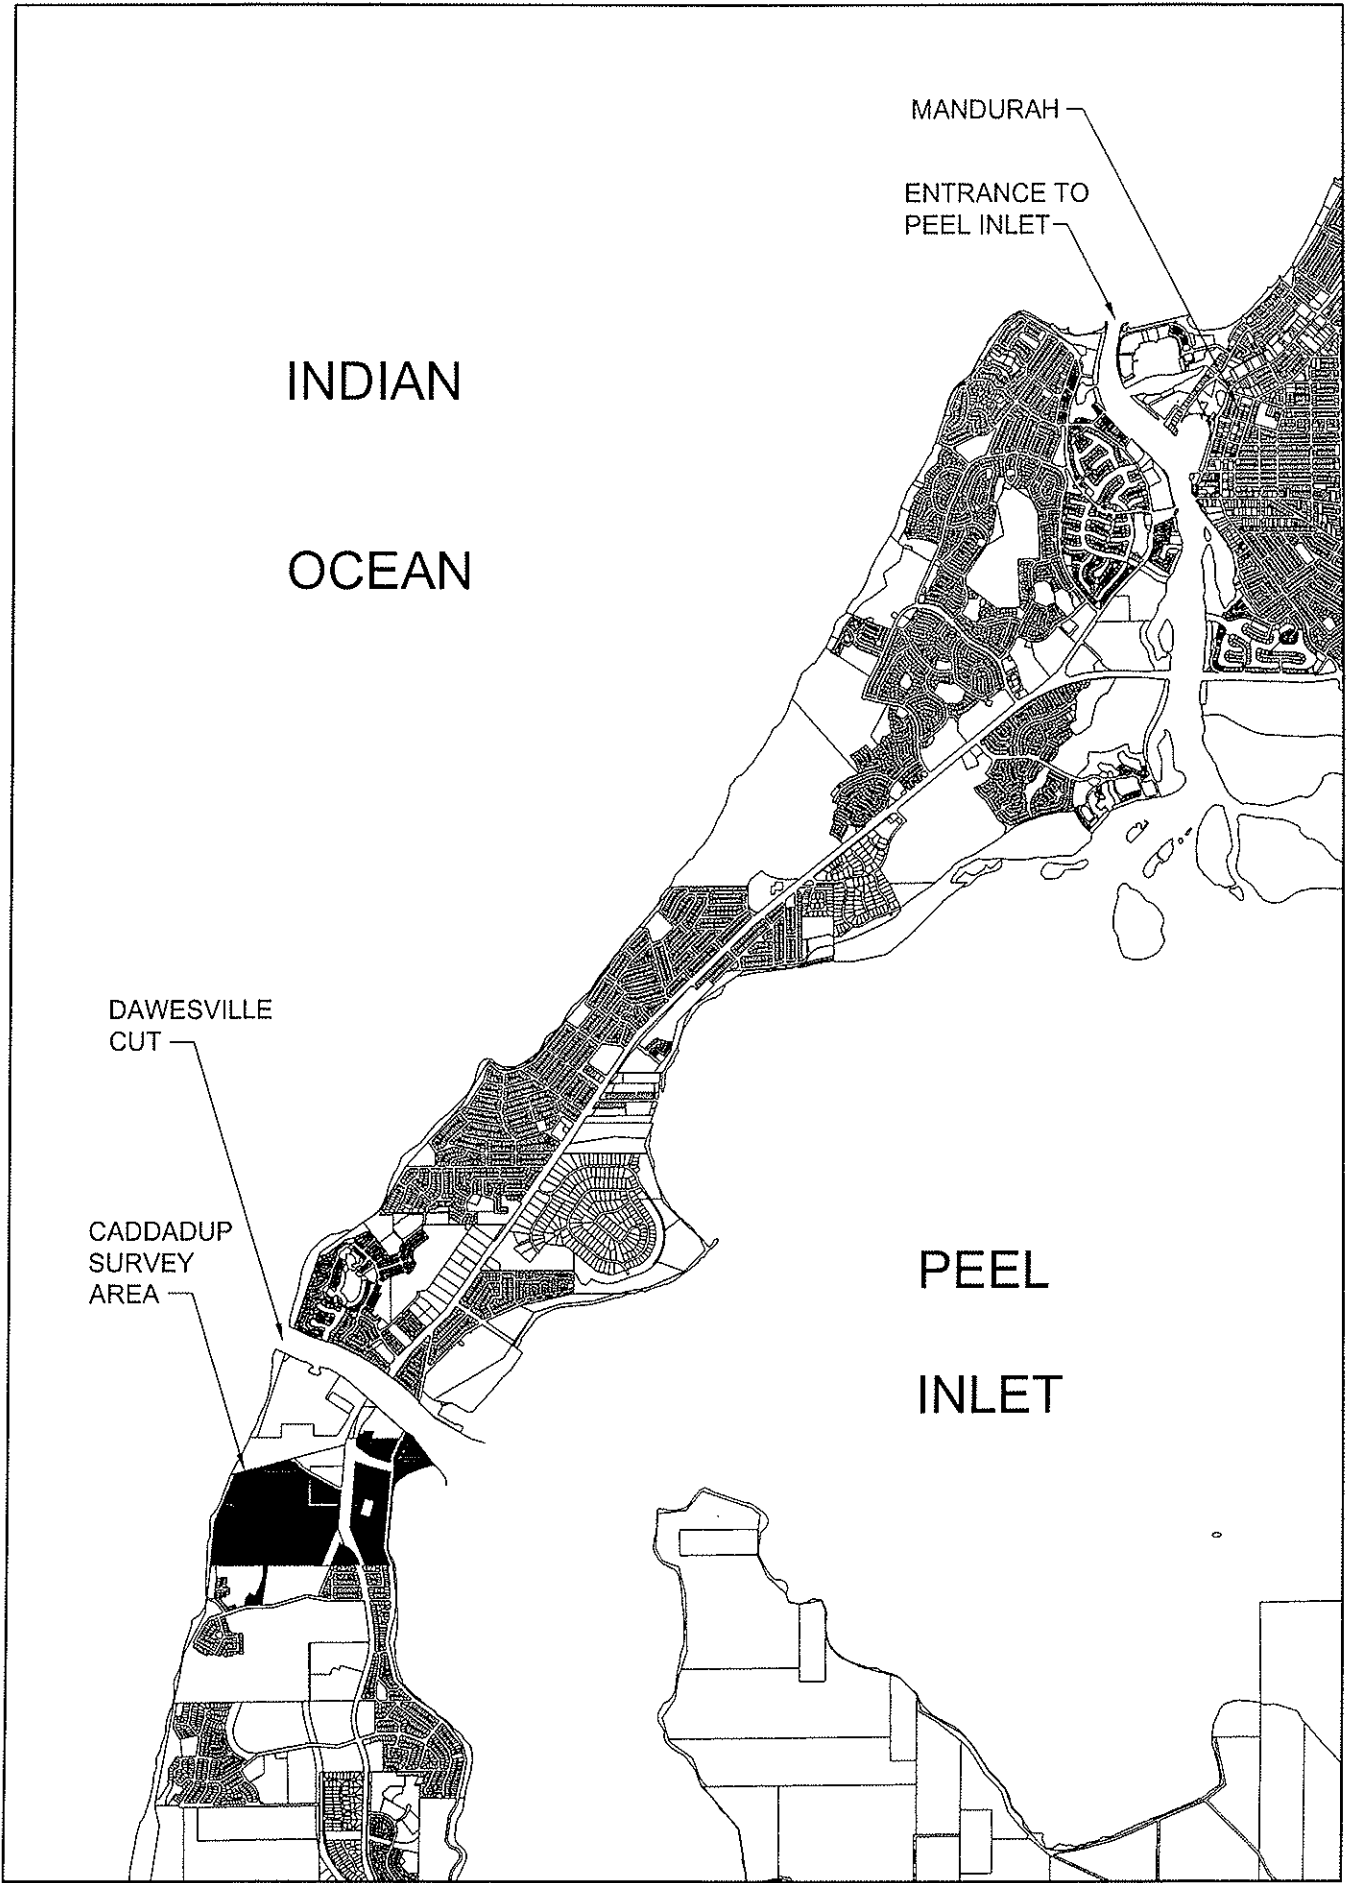 MANDURAH
ENTRANCE TO
PEEL INLET
INDIAN
OCEAN
DAWESVILLE
CUT
CADDADUP
SURVEY
AREA
PEEL
INLET